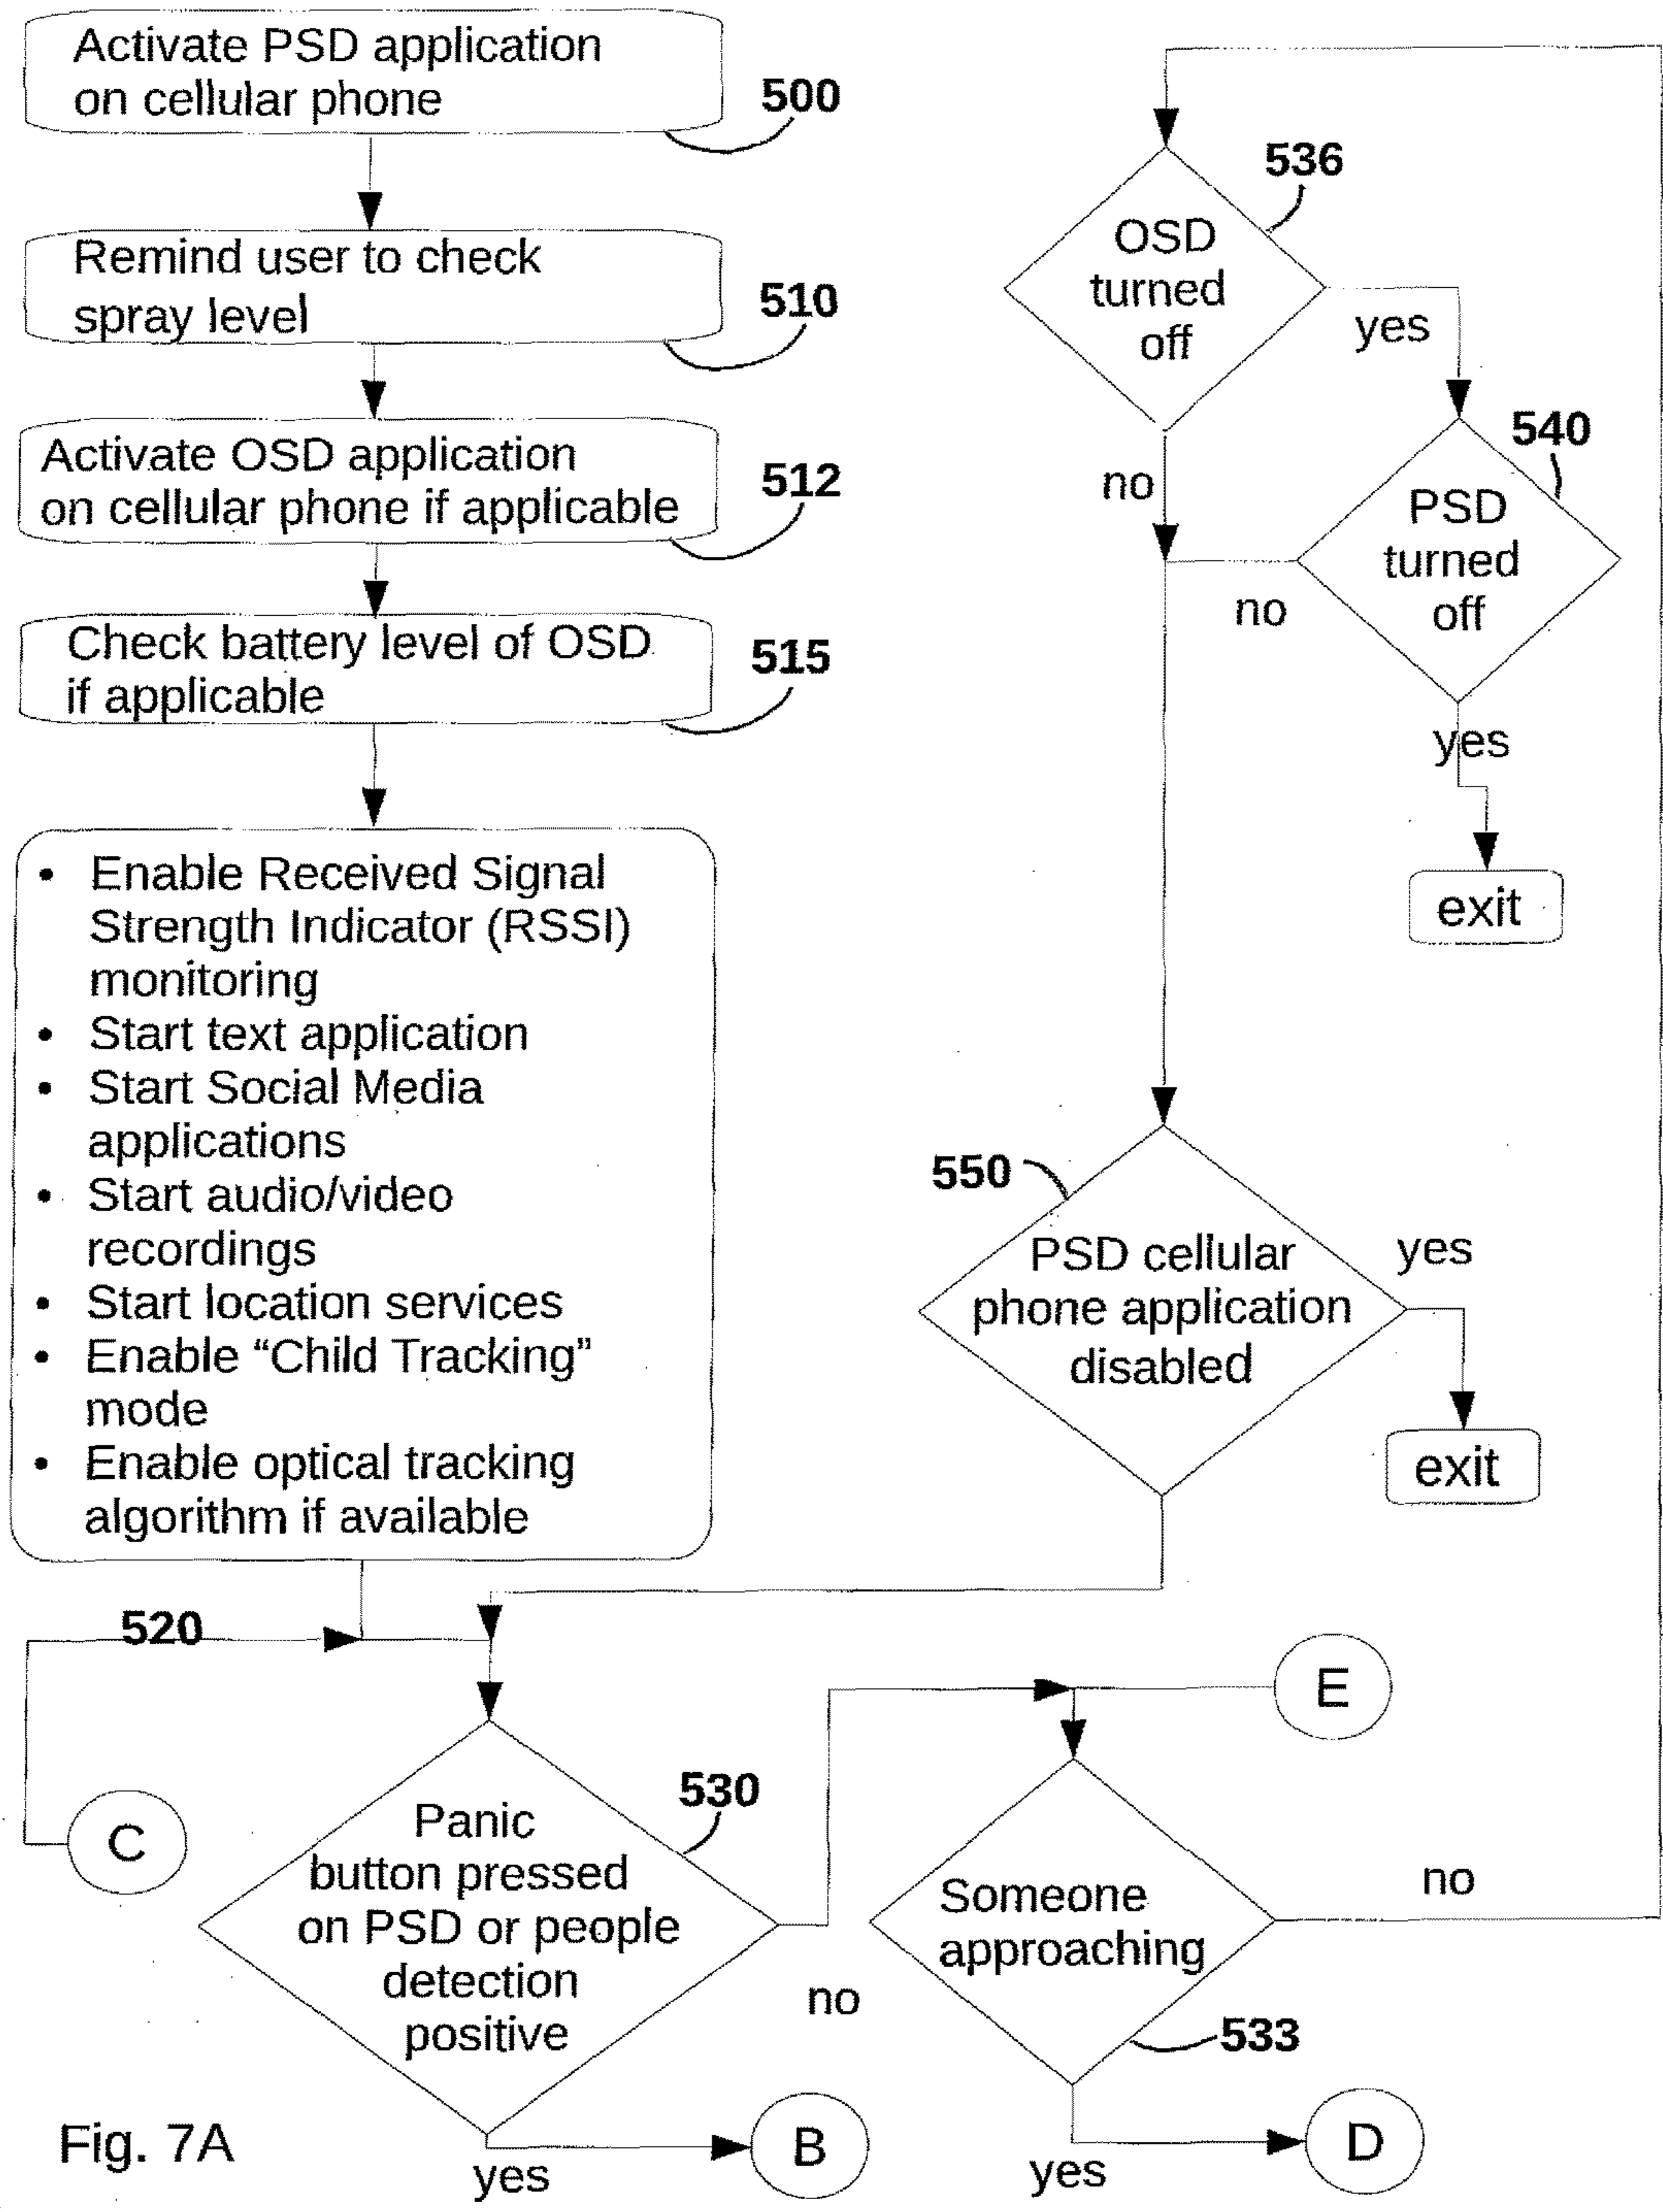 Activate PSD application
on cellular phone
500
Remind user to check
spray level
510
Activate OSD application
on cellular phone if applicable
512
Check battery level of OSD
if applicable
515
• Enable Received Signal
Strength Indicator (RSSI)
monitoring
• Start text application
• Start Social Media
applications
• Start audio/video
recordings
• Start location services
• Enable “Child Tracking”
mode
• Enable optical tracking
algorithm if available
520
C
Panic
button pressed
on PSD or people
detection
positive
530
no
yes
B
E
Someone
approaching
533
no
yes
D
OSD
turned
off
536
yes
no
PSD
turned
off
540
no
yes
exit
550
PSD cellular
phone application
disabled
yes
exit
Fig. 7A